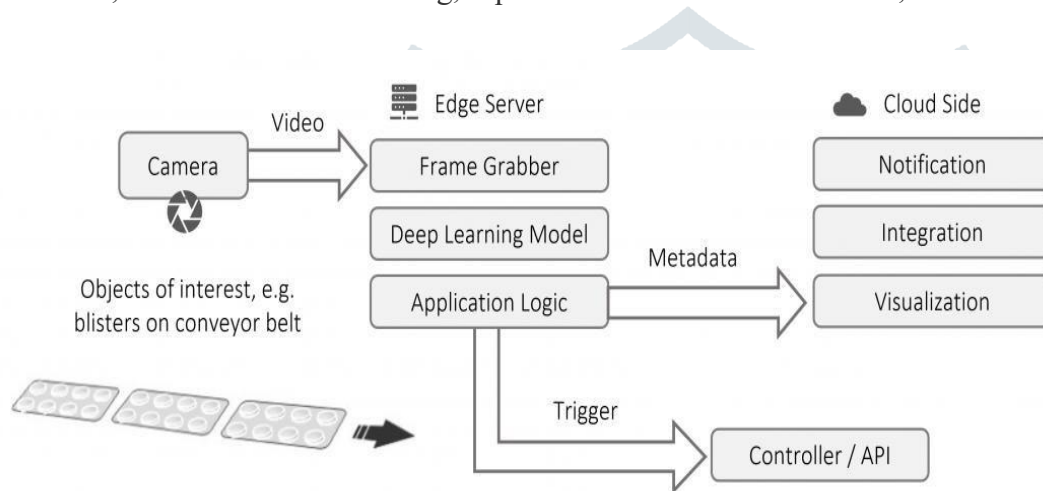 Edge Server
Cloud Side
Video
Camera
Frame Grabber
Notification
Deep Learning Model
Integration
Metadata
Objects of interest, e.g.
blisters on conveyor belt
Application Logic
Visualization
Trigger
Controller / API